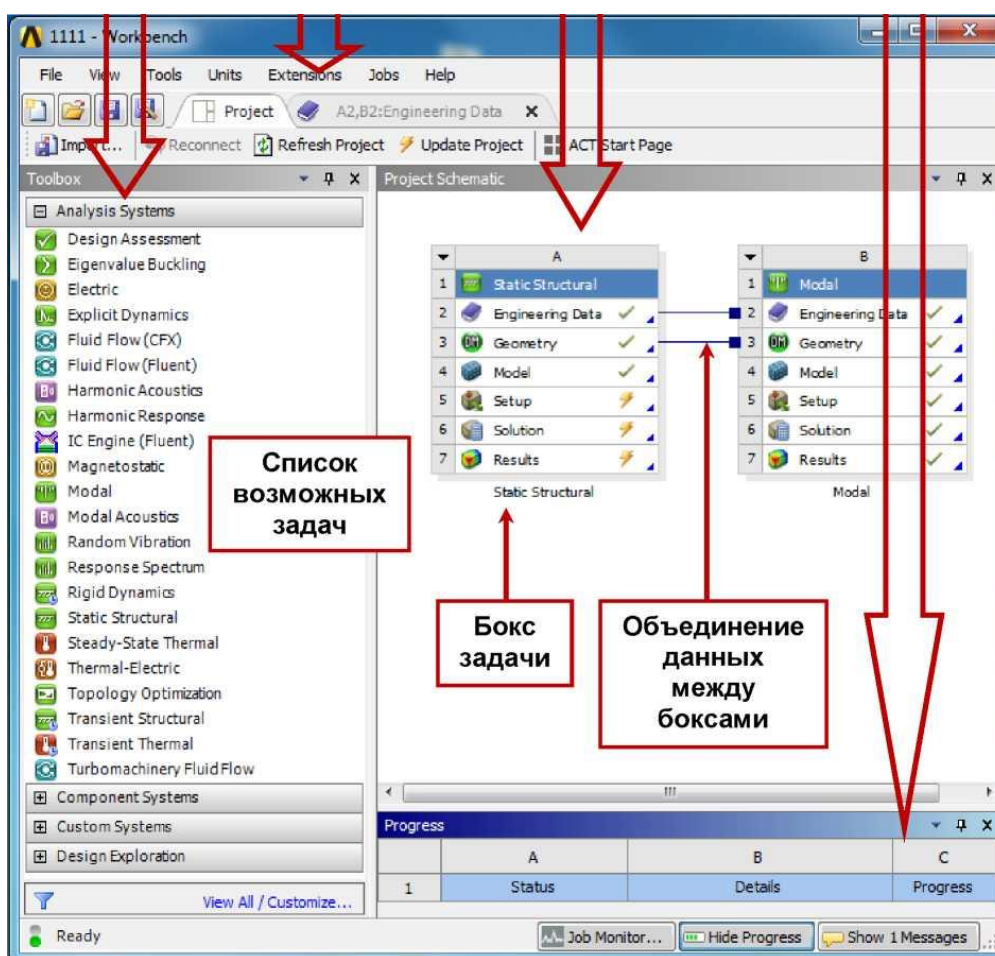 1111 - Workbench
File View Tools Units Extensions Jobs Help
Project A2,B2:Engineering Data
Import... Reconnect Refresh Project Update Project ACT Start Page
Toolbox
Analysis Systems
Design Assessment
Eigenvalue Buckling
Electric
Explicit Dynamics
Fluid Flow (CFX)
Fluid Flow (Fluent)
Harmonic Acoustics
Harmonic Response
IC Engine (Fluent)
Magnetostatic
Modal
Modal Acoustics
Random Vibration
Response Spectrum
Rigid Dynamics
Static Structural
Steady-State Thermal
Thermal-Electric
Topology Optimization
Transient Structural
Transient Thermal
Turbomachinery Fluid Flow
Component Systems
Custom Systems
Design Exploration
View All / Customize...
Список
возможных
задач
Project Schematic
A
1 Static Structural
2 Engineering Data
3 Geometry
4 Model
5 Setup
6 Solution
7 Results
Static Structural
B
1 Modal
2 Engineering Data
3 Geometry
4 Model
5 Setup
6 Solution
7 Results
Modal
Бокс
задачи
Объединение
данных
между
боксами
Progress
A B C
1 Status Details Progress
Ready Job Monitor... Hide Progress Show 1 Messages